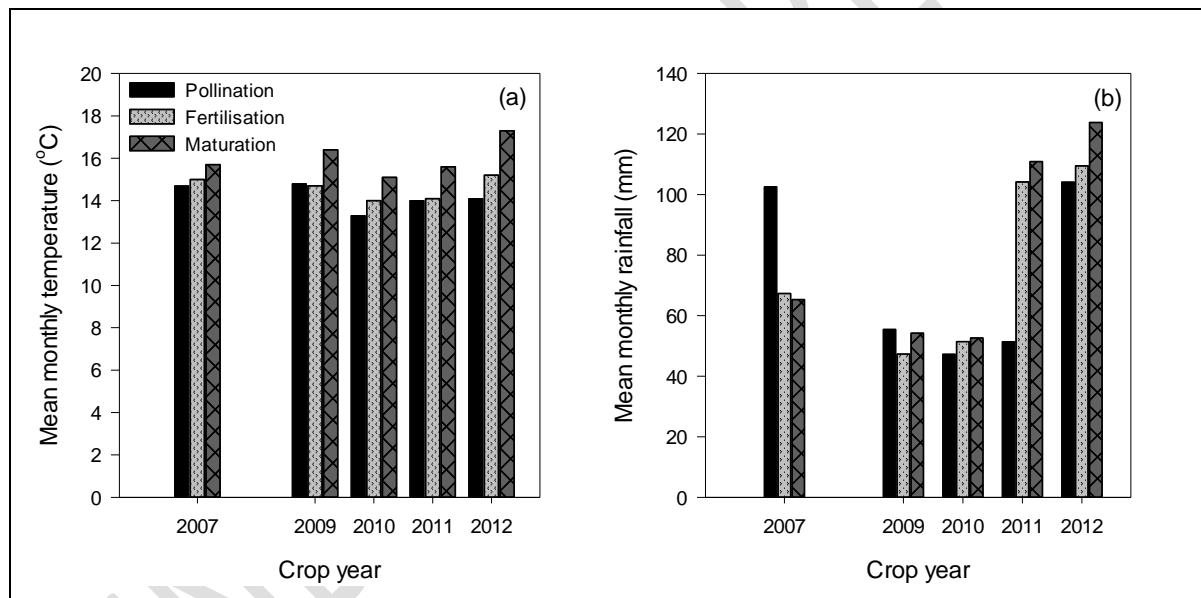 Mean monthly temperature (°C)
20
18
16
14
12
10
8
6
4
2
0
Pollination
Fertilisation
Maturation
(a)
2007 2009 2010 2011 2012
Crop year
Mean monthly rainfall (mm)
140
120
100
80
60
40
20
0
(b)
2007 2009 2010 2011 2012
Crop year